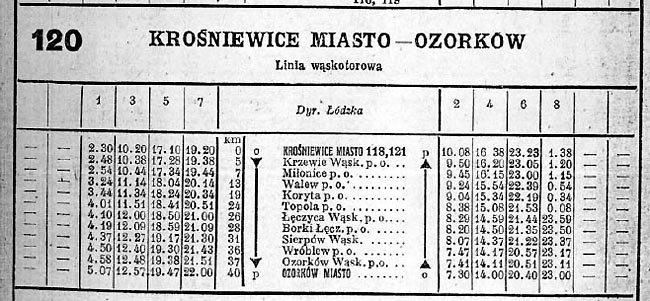 116, 118
120 KROŚNIEWICE MIASTO—OZORKÓW
Linia wąskotorowa
1 3 5 7 Dyr. Łódzka 2 4 6 8
km
2.30 10.20 17.10 19.20 0 o KROŚNIEWICE MIASTO 118,121 p 10.08 16 38 23.23 1.38
2.48 10.38 17.28 19.38 5 Krzewie Wąsk. p. o. 9.50 16.20 23.05 1.20
2.54 10.44 17.34 19.44 7 Miłonice p. o. 9.45 16.15 23.00 1.15
3.24 11.14 18.04 20.14 13 Walew p. o. 9.24 15.54 22.39 0.54
3.44 11.34 18.24 20.34 19 Koryta p. o. 9.04 15.34 22.19 0.34
4.01 11.51 18.41 20.51 24 Topola p. o. 8.38 15.08 21.53 0.08
4.10 12.00 18.50 21.00 26 Łęczyca Wąsk. p. o. 8.29 14.59 21.44 23.59
4.19 12.09 18.59 21.09 28 Borki Łęcz. p. o. 8.20 14.50 21.35 23.50
4.37 12.27 19.17 21.30 31 Sierpów Wąsk. 8.07 14.37 21.22 23.37
4.50 12.40 19.30 21.43 36 Wróblew p. o. 14.17 20.57 23.17
4.58 12.48 19.38 21.51 37 Ozorków Wąsk. p. o. 7.41 14.11 20.51 23.11
5.07 12.57 19.47 22.00 40 p OZORKÓW MIASTO o 7.30 14.00 20.40 23.00